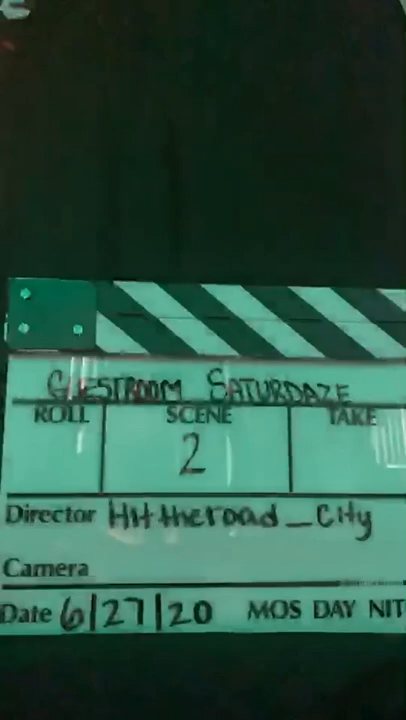 GUESTROOM SATURDAZE
ROLL SCENE TAKE
2
Director Hittheroad_City
Camera
Date 6/27/20 MOS DAY NIT